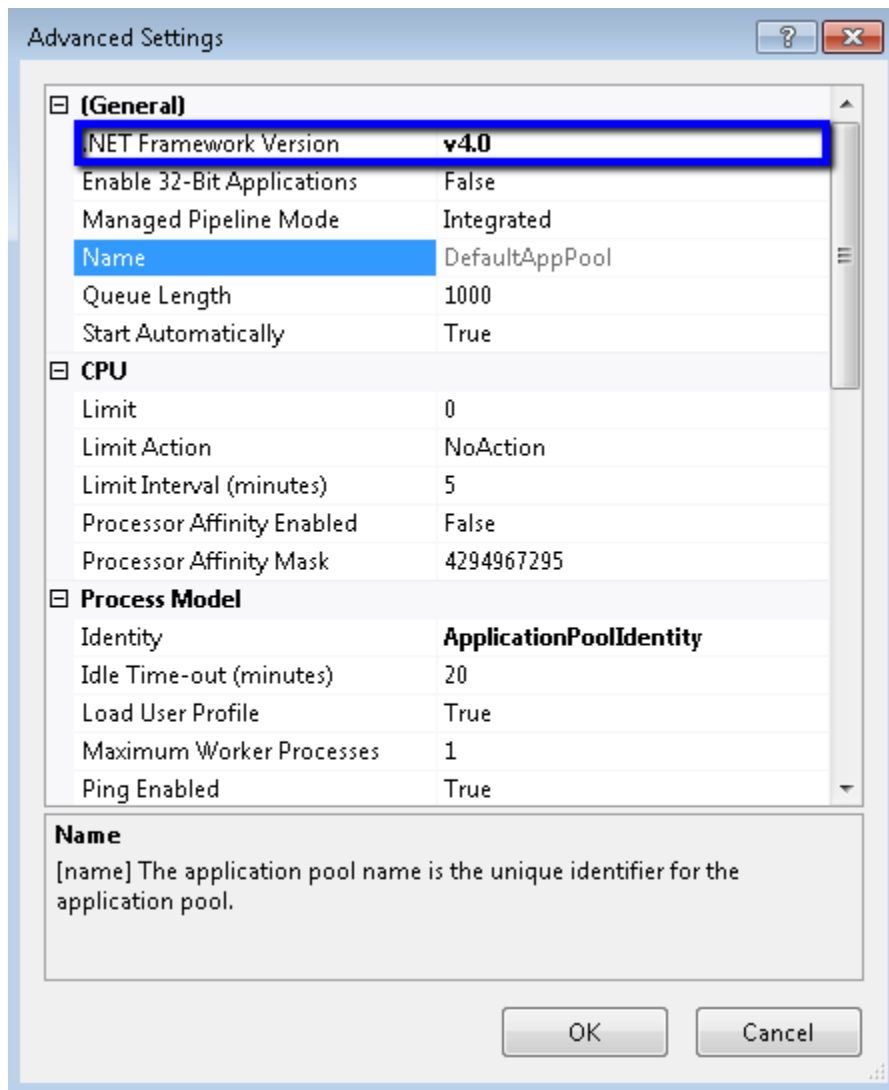 Advanced Settings
(General)
.NET Framework Version v4.0
Enable 32-Bit Applications False
Managed Pipeline Mode Integrated
Name DefaultAppPool
Queue Length 1000
Start Automatically True
CPU
Limit 0
Limit Action NoAction
Limit Interval (minutes) 5
Processor Affinity Enabled False
Processor Affinity Mask 4294967295
Process Model
Identity ApplicationPoolIdentity
Idle Time-out (minutes) 20
Load User Profile True
Maximum Worker Processes 1
Ping Enabled True
Name
[name] The application pool name is the unique identifier for the
application pool.
OK Cancel